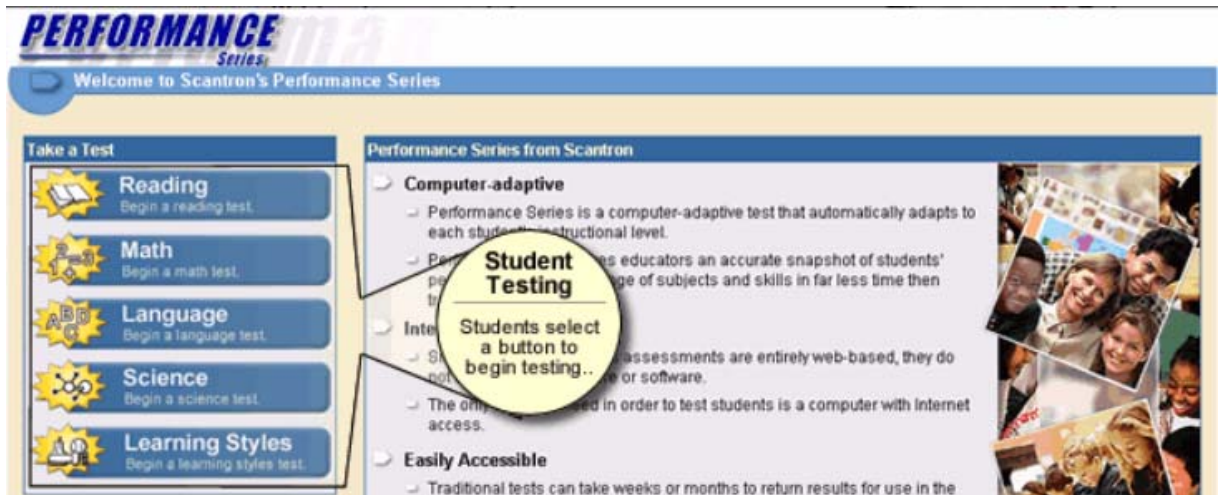 PERFORMANCE
Series
Welcome to Scantron's Performance Series
Take a Test
Reading
Begin a reading test.
Math
Begin a math test.
Language
Begin a language test.
Science
Begin a science test.
Learning Styles
Begin a learning styles test.
Performance Series from Scantron
Computer-adaptive
Performance Series is a computer-adaptive test that automatically adapts to
each instructional level.
educators an accurate snapshot of students'
of subjects and skills in far less time then
Student
Testing
Students select
a button to
begin testing..
assessments are entirely web-based, they do
not or software.
The in order to test students is a computer with Internet
access.
Easily Accessible
Traditional tests can take weeks or months to return results for use in the